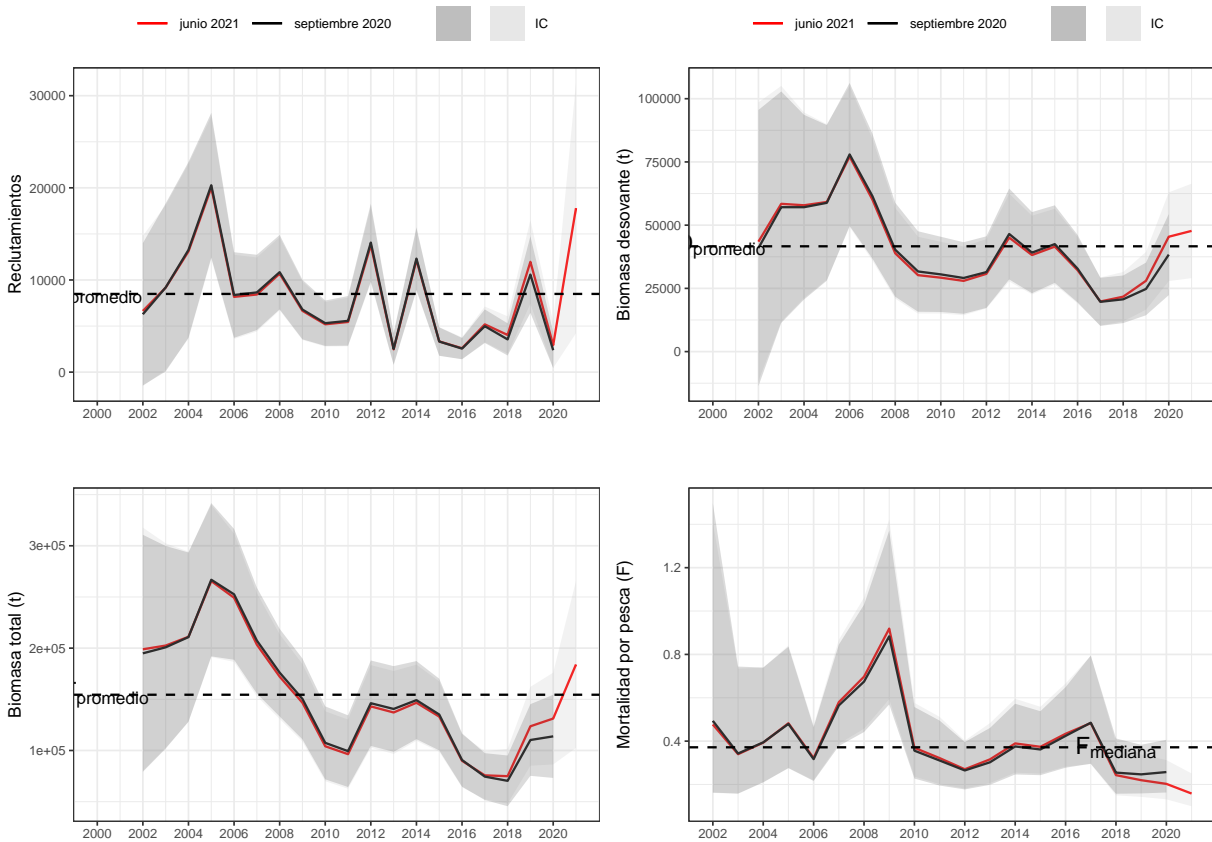 junio 2021 septiembre 2020 IC
Reclutamientos
30000
20000
10000
0
promedio
2000 2002 2004 2006 2008 2010 2012 2014 2016 2018 2020
junio 2021 septiembre 2020 IC
Biomasa desovante (t)
100000
75000
50000
25000
0
promedio
2000 2002 2004 2006 2008 2010 2012 2014 2016 2018 2020
Biomasa total (t)
3e+05
2e+05
1e+05
promedio
2000 2002 2004 2006 2008 2010 2012 2014 2016 2018 2020
Mortalidad por pesca (F)
1.2
0.8
0.4
Fmediana
2002 2004 2006 2008 2010 2012 2014 2016 2018 2020